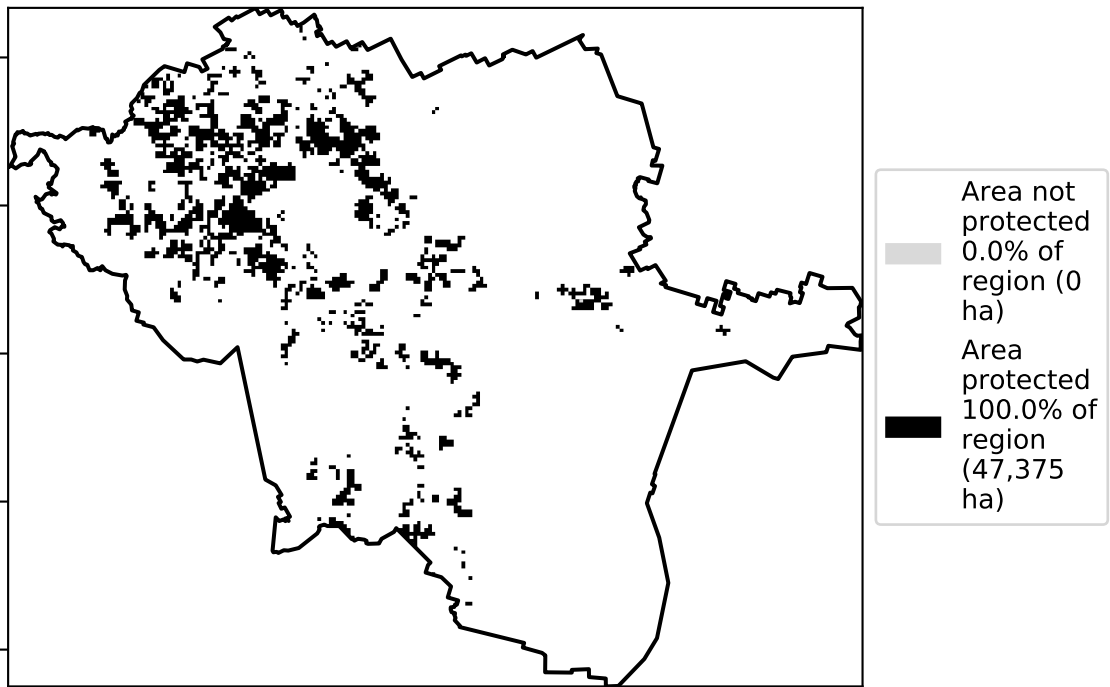 Area not
protected
0.0% of
region (0
ha)
Area
protected
100.0% of
region
(47,375
ha)